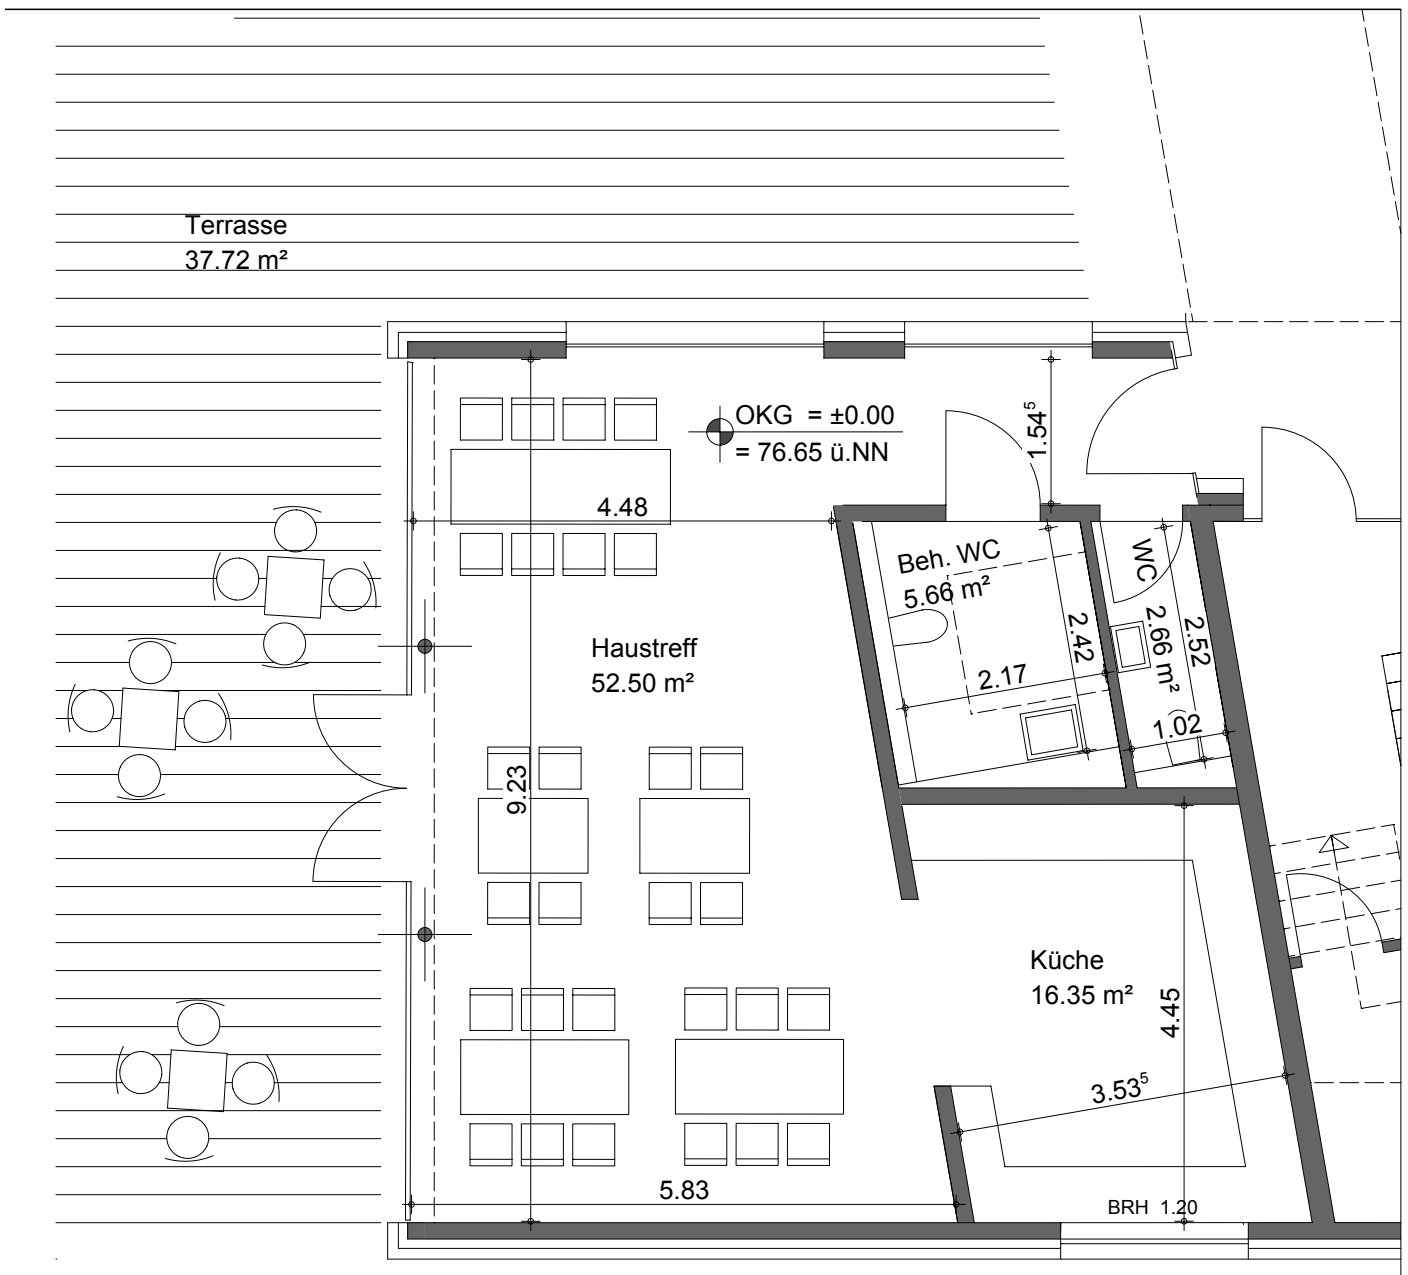 Terrasse
37.72 m²
OKG = ±0.00
= 76.65 ü.NN
1.54⁵
4.48
Beh. WC
5.66 m²
WC
2.66 m²
2.42
2.52
2.17
1.02
Haustreff
52.50 m²
9.23
Küche
16.35 m²
4.45
3.53⁵
5.83
BRH 1.20